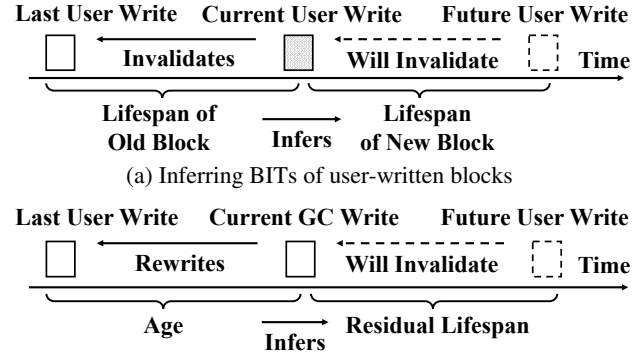 Last User Write Current User Write Future User Write
Invalidates Will Invalidate Time
Lifespan of Old Block Infers Lifespan of New Block
(a) Inferring BITs of user-written blocks
Last User Write Current GC Write Future User Write
Rewrites Will Invalidate Time
Age Infers Residual Lifespan